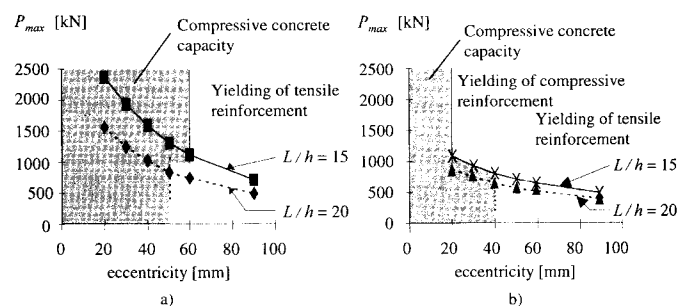 P_max [kN]
Compressive concrete
capacity
2500
2000
1500
1000
500
0
Yielding of tensile
reinforcement
L/h = 15
L/h = 20
0 20 40 60 80 100
eccentricity [mm]
a)
P_max [kN]
Compressive concrete
capacity
2500
2000
1500
1000
500
0
Yielding of compressive
reinforcement
Yielding of tensile
reinforcement
L/h = 15
L/h = 20
0 20 40 60 80 100
eccentricity [mm]
b)